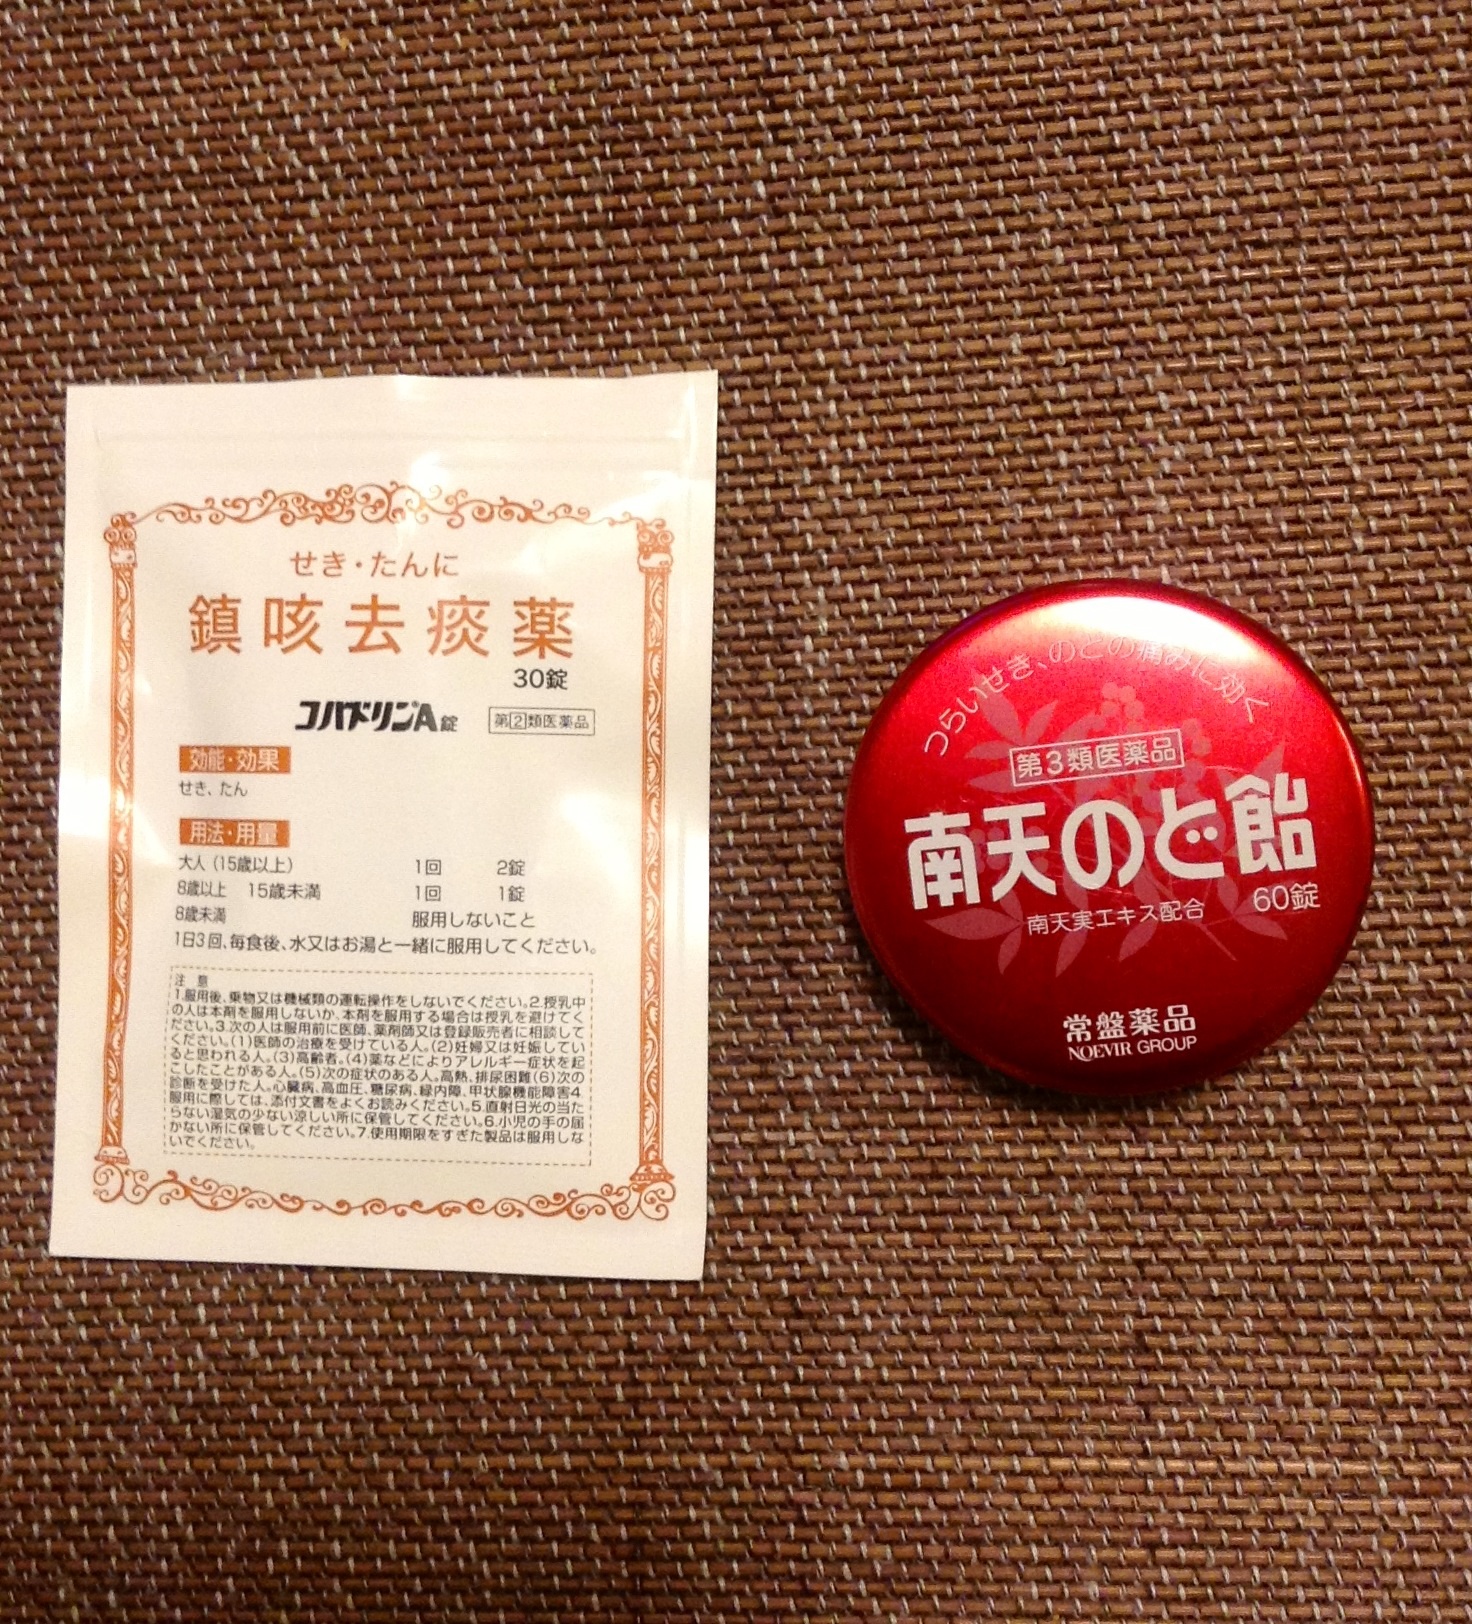 せき・たんに
鎮咳去痰薬
30錠
コバドリンA錠 第②類医薬品
効能・効果
せき、たん
用法・用量
大人(15歳以上) 1回 2錠
8歳以上 15歳未満 1回 1錠
8歳未満 服用しないこと
1日3回、毎食後、水又はお湯と一緒に服用してください。
注 意
1.服用後、乗物又は機械類の運転操作をしないでください。2.授乳中
の人は本剤を服用しないか、本剤を服用する場合は授乳を避けてく
ださい。3.次の人は服用前に医師、薬剤師又は登録販売者に相談して
ください。(1)医師の治療を受けている人。(2)妊婦又は妊娠してい
ると思われる人。(3)高齢者。(4)薬などによりアレルギー症状を起
こしたことがある人。(5)次の症状のある人。高熱、排尿困難(6)次の
診断を受けた人。心臓病、高血圧、糖尿病、緑内障、甲状腺機能障害4.
服用に際しては、添付文書をよくお読みください。5.直射日光の当た
らない湿気の少ない涼しい所に保管してください。6.小児の手の届
かない所に保管してください。7.使用期限をすぎた製品は服用しな
いでください。
つらいせき、のどの痛みに効く
第3類医薬品
南天のど飴
60錠
南天実エキス配合
常盤薬品
NOEVIR GROUP